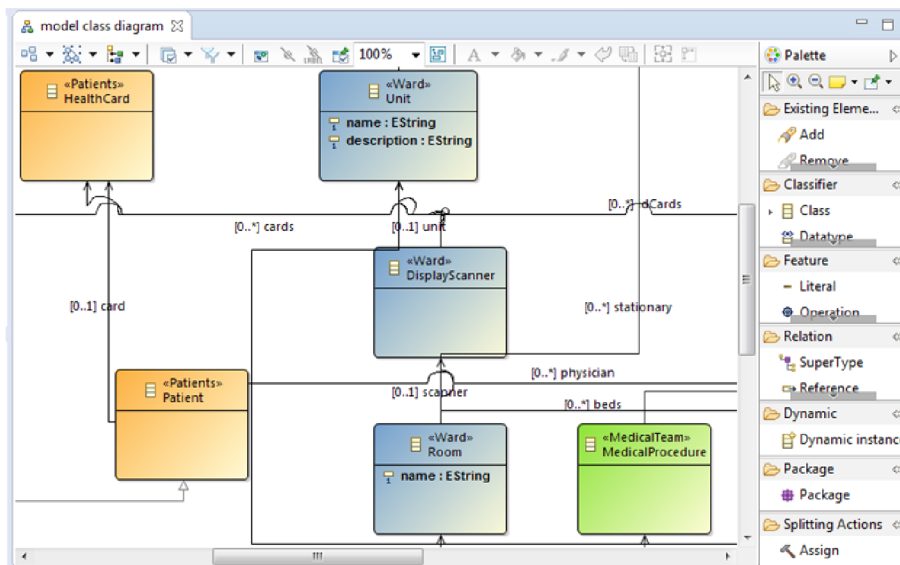 model class diagram
100%
Palette
«Patients»
HealthCard
«Ward»
Unit
name : EString
description : EString
Existing Eleme...
Add
Remove
Classifier
Class
Datatype
[0..*] cards
[0..1] unit
[0..*]
«Ward»
DisplayScanner
Feature
Literal
Operation
[0..1] card
[0..*] stationary
Relation
SuperType
Reference
[0..*] physician
«Patients»
Patient
[0..1] scanner
[0..*] beds
Dynamic
Dynamic instanc
«Ward»
Room
name : EString
«MedicalTeam»
MedicalProcedure
Package
Package
Splitting Actions
Assign